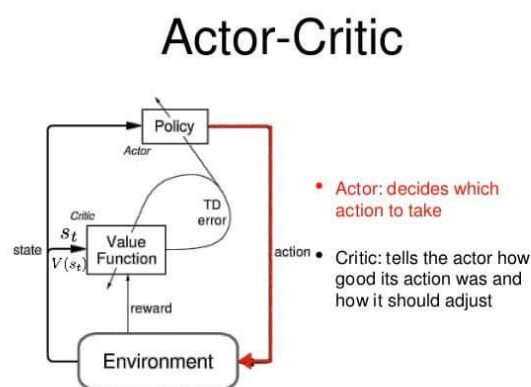 Actor-Critic
Policy
Actor
TD
error
Critic
s_t
Value
Function
state
V(s_t)
action
reward
Environment
• Actor: decides which
action to take
• Critic: tells the actor how
good its action was and
how it should adjust